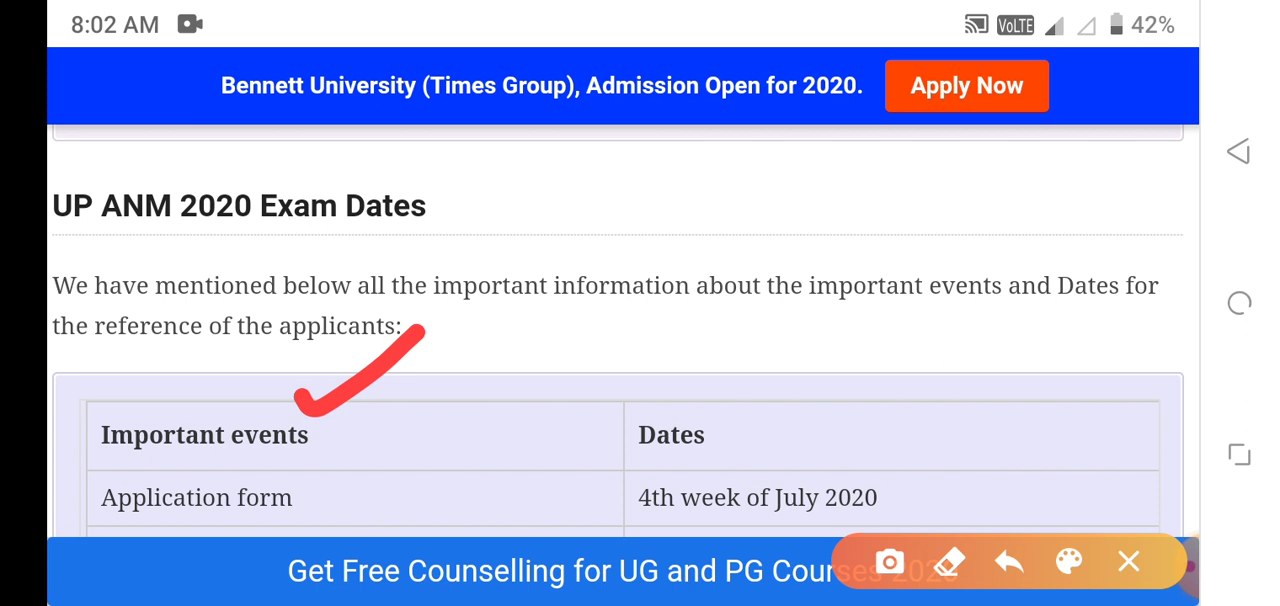 8:02 AM VoLTE 42%
Bennett University (Times Group), Admission Open for 2020. Apply Now
UP ANM 2020 Exam Dates
We have mentioned below all the important information about the important events and Dates for
the reference of the applicants:
Important events Dates
Application form 4th week of July 2020
Get Free Counselling for UG and PG Courses 2020